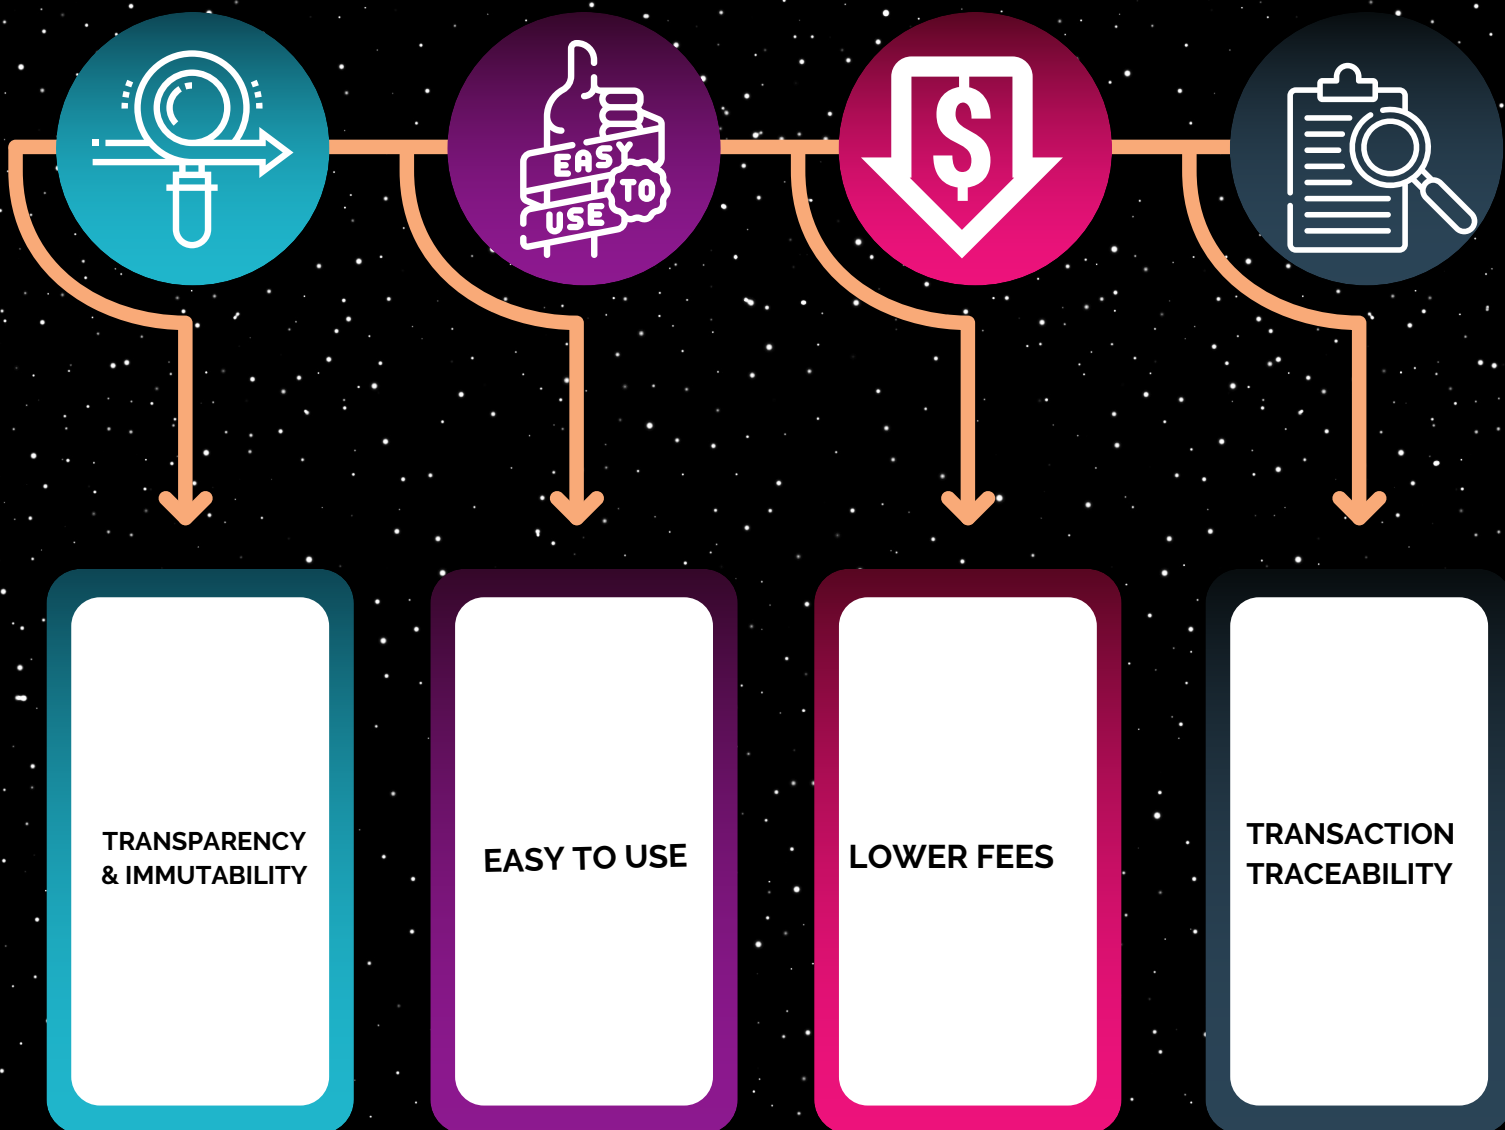 EASY
TO
USE
$
TRANSPARENCY
& IMMUTABILITY
EASY TO USE
LOWER FEES
TRANSACTION
TRACEABILITY